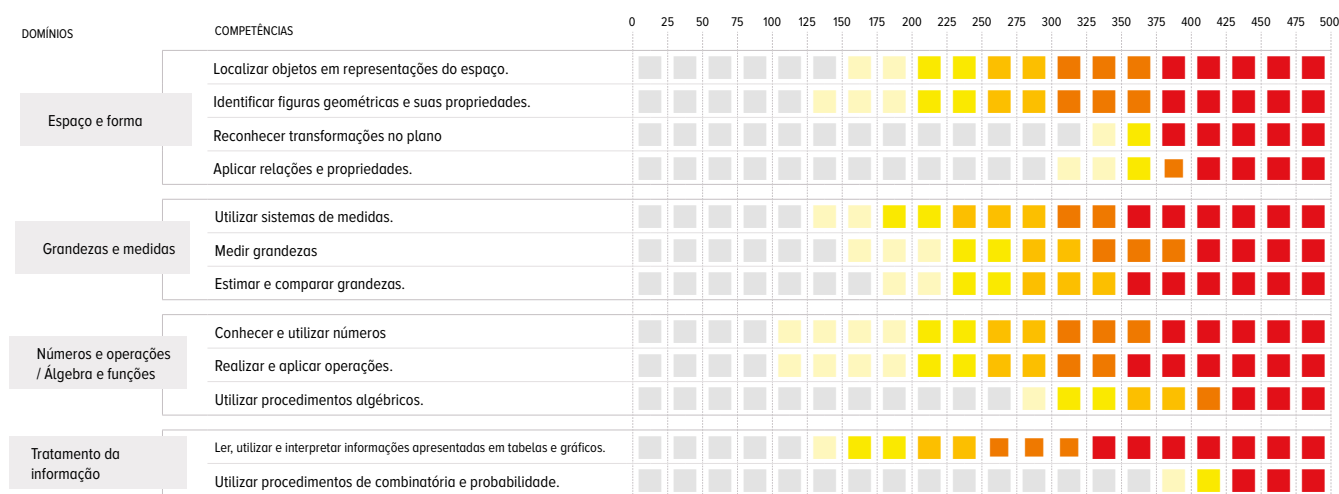 DOMÍNIOS COMPETÊNCIAS 0 25 50 75 100 125 150 175 200 225 250 275 300 325 350 375 400 425 450 475 500
Espaço e forma
Localizar objetos em representações do espaço.
Identificar figuras geométricas e suas propriedades.
Reconhecer transformações no plano
Aplicar relações e propriedades.
Grandezas e medidas
Utilizar sistemas de medidas.
Medir grandezas
Estimar e comparar grandezas.
Números e operações
/ Álgebra e funções
Conhecer e utilizar números
Realizar e aplicar operações.
Utilizar procedimentos algébricos.
Tratamento da
informação
Ler, utilizar e interpretar informações apresentadas em tabelas e gráficos.
Utilizar procedimentos de combinatória e probabilidade.